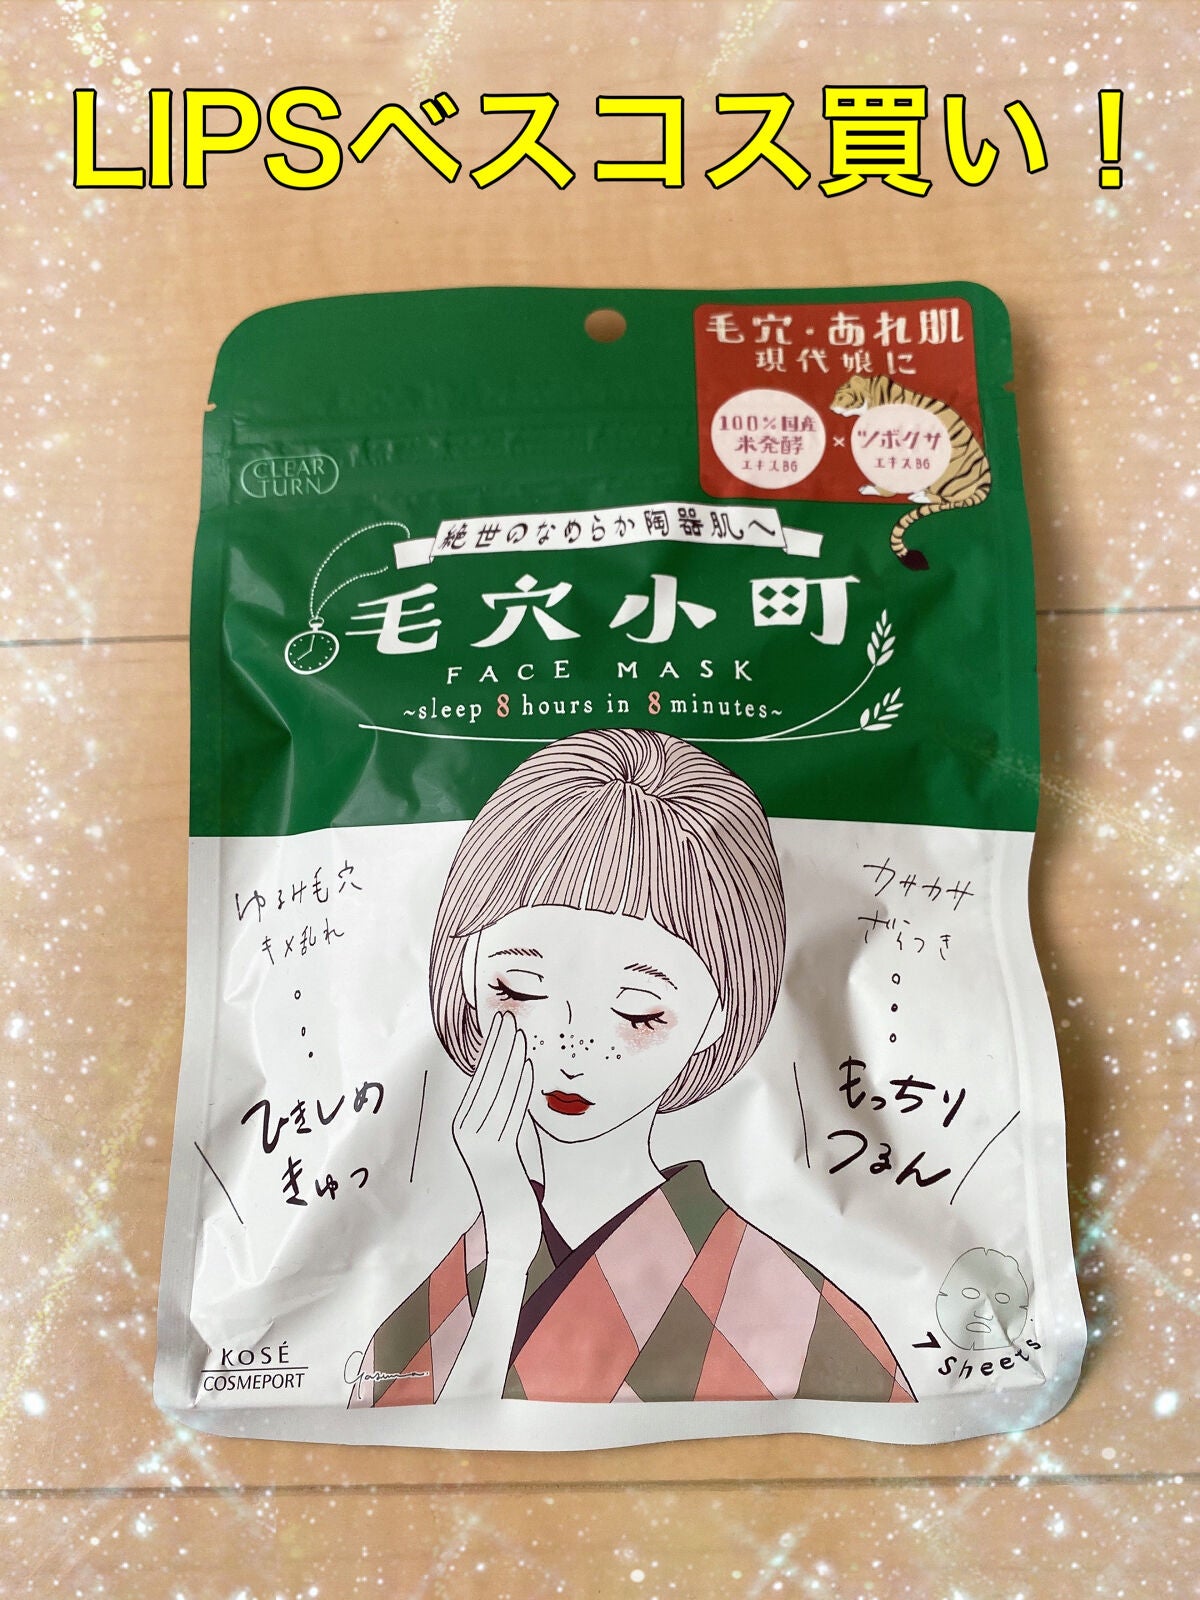 LIPSベスコス買い！
毛穴・あれ肌
現代娘に
100%国産
米発酵
エキスBG
×
ツボクサ
エキスBG
CLEAR
TURN
絶世のなめらか陶器肌へ
毛穴小町
FACE MASK
~sleep 8 hours in 8 minutes~
ゆるみ毛穴
キメ乱れ
ひきしめ
きゅっ
カサカサ
ざらつき
もっちり
つるん
KOSÉ
COSMEPORT
7 Sheets